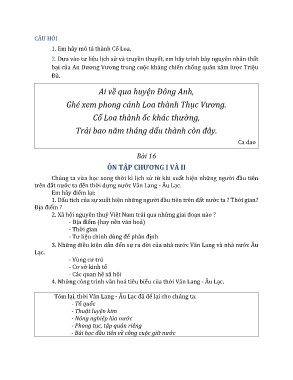 CÂU HỎI
1. Em hãy mô tả thành Cổ Loa.
2. Dựa vào tư liệu lịch sử và truyền thuyết, em hãy trình bày nguyên nhân thất
bại của An Dương Vương trong cuộc kháng chiến chống quân xâm lược Triệu
Đà.
Ai về qua huyện Đông Anh,
Ghé xem phong cảnh Loa thành Thục Vương.
Cổ Loa thành ốc khác thường,
Trải bao năm tháng dấu thành còn đây.
Ca dao
Bài 16
ÔN TẬP CHƯƠNG I VÀ II
Chúng ta vừa học xong thời kì lịch sử từ khi xuất hiện những người đầu tiên
trên đất nước ta đến thời dựng nước Văn Lang - Âu Lạc.
Em hãy điểm lại:
1. Dấu tích của sự xuất hiện những người đầu tiên trên đất nước ta ? Thời gian?
Địa điểm ?
2. Xã hội nguyên thuỷ Việt Nam trải qua những giai đoạn nào ?
- Địa điểm (hay nền văn hoá)
- Thời gian
- Tư liệu chính dùng để phân định
3. Những điều kiện dẫn đến sự ra đời của nhà nước Văn Lang và nhà nước Âu
Lạc.
- Vùng cư trú
- Cơ sở kinh tế
- Các quan hệ xã hội
4. Những công trình văn hoá tiêu biểu của thời Văn Lang - Âu Lạc.
Tóm lại, thời Văn Lang - Âu Lạc đã để lại cho chúng ta:
- Tổ quốc
- Thuật luyện kim
- Nông nghiệp lúa nước
- Phong tục, tập quán riêng
- Bài học đầu tiên về công cuộc giữ nước